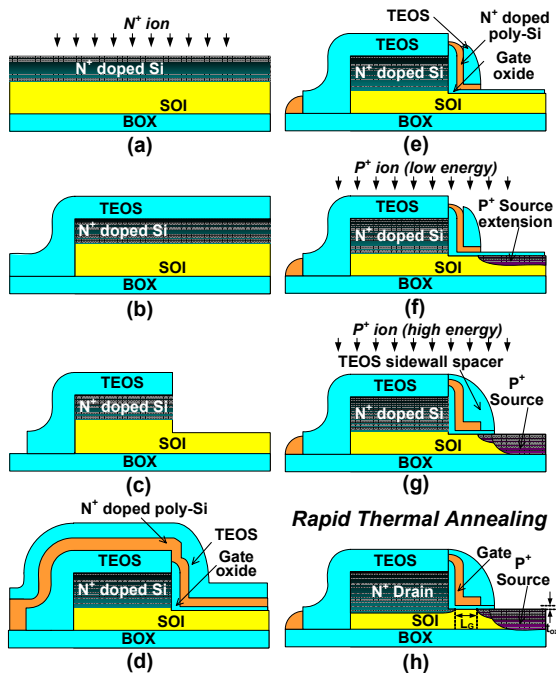 N+ ion
N+ doped Si
SOI
BOX
(a)
TEOS
N+ doped Si
SOI
BOX
(b)
TEOS
N+ doped Si
SOI
BOX
(c)
N+ doped poly-Si
TEOS
Gate
oxide
TEOS
N+ doped Si
SOI
BOX
(d)
TEOS
N+ doped
poly-Si
Gate
oxide
TEOS
N+ doped Si
SOI
BOX
(e)
P+ ion (low energy)
TEOS
P+ Source
extension
N+ doped Si
SOI
BOX
(f)
P+ ion (high energy)
TEOS sidewall spacer
TEOS
P+
Source
N+ doped Si
SOI
BOX
(g)
Rapid Thermal Annealing
TEOS
Gate
P+
Source
N+ Drain
LG
tox
SOI
BOX
(h)